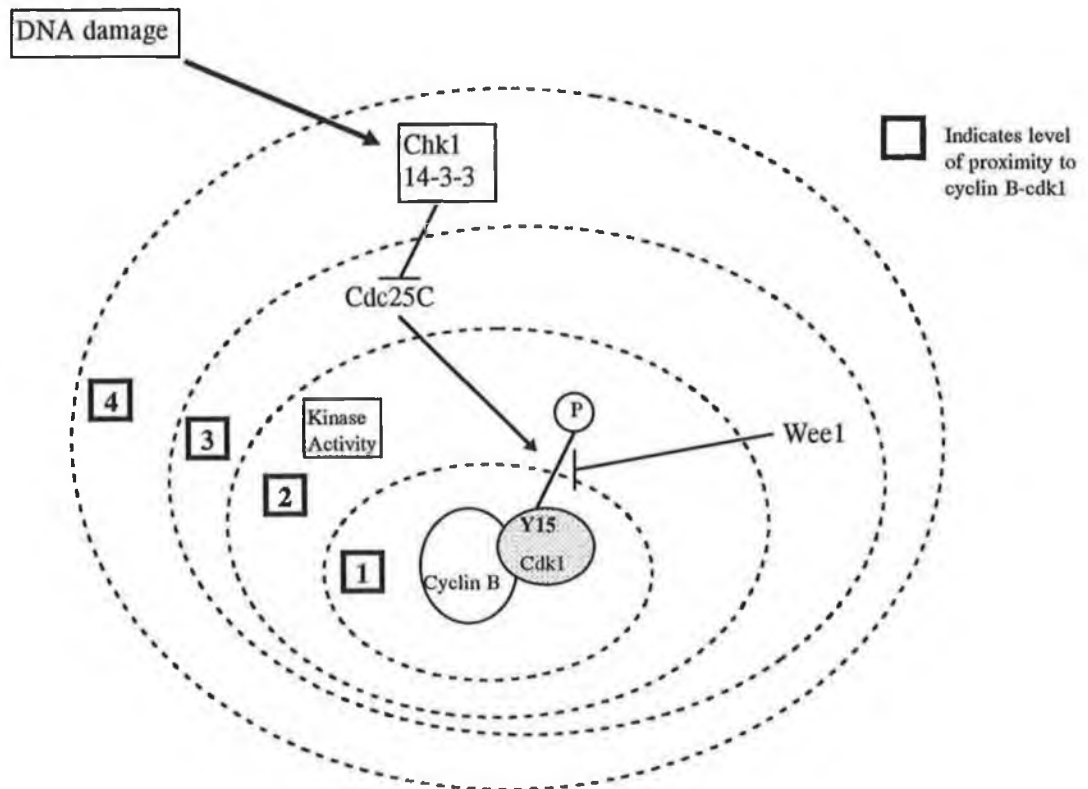 DNA damage
Chk1
14-3-3
Indicates level
of proximity to
cyclin B-cdk1
Cdc25C
4
3
Kinase
Activity
P
Wee1
2
Y15
1
Cyclin B
Cdk1